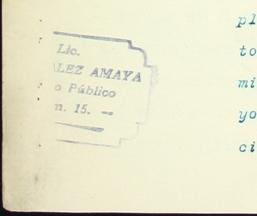 Lic.
LEZ AMAYA
o Público
n. 15.
pl
to
mi
yo
ci